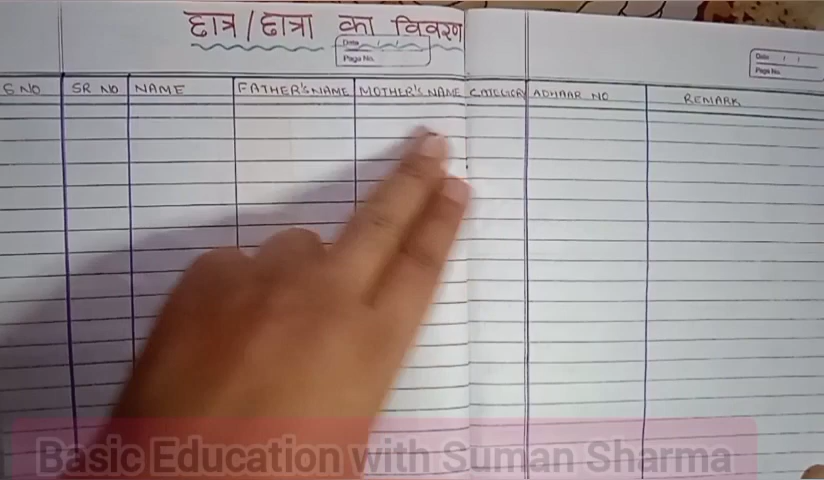 छात्र/छात्रा का विवरण
Date / /
Page No.
Date / /
Page No.
S.NO SR NO NAME FATHER'S NAME MOTHER'S NAME CATEGORY ADHAAR NO REMARK
Basic Education with Suman Sharma